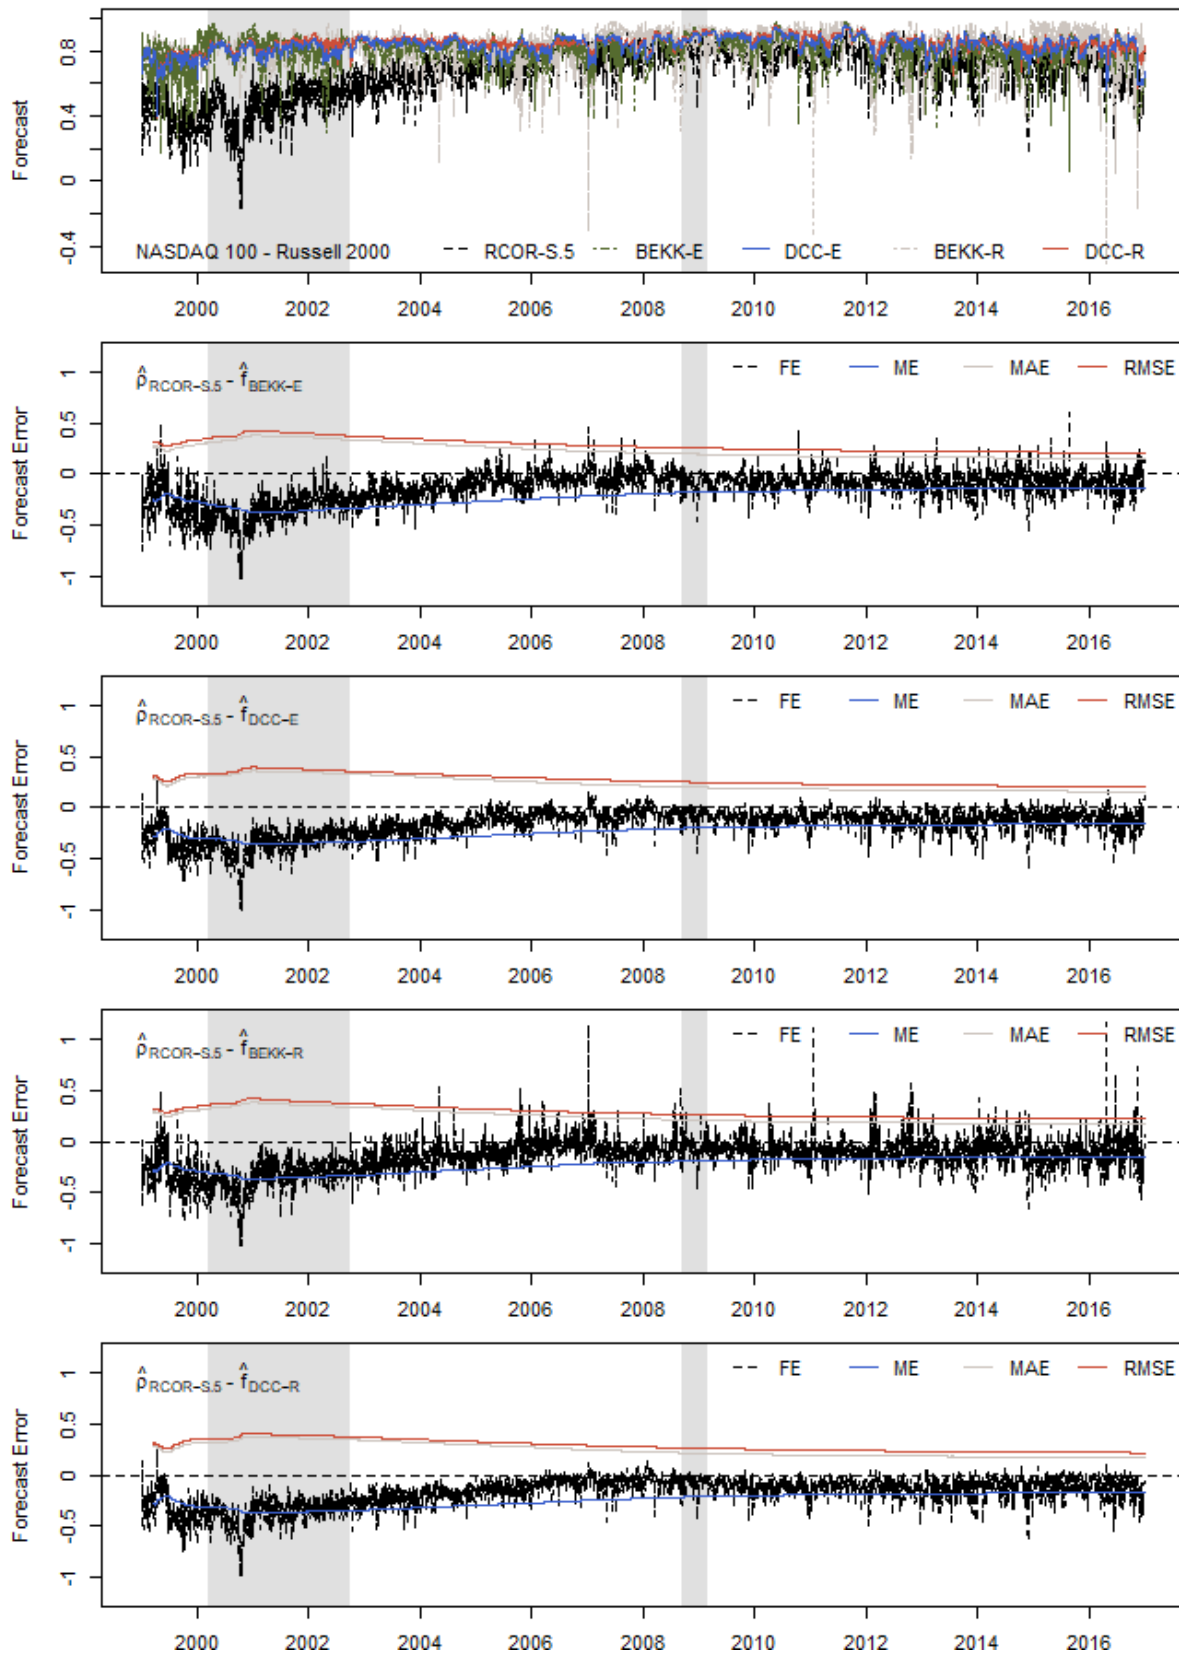 Forecast
0.8
0.4
0
-0.4
NASDAQ 100 - Russell 2000 RCOR-S.5 BEKK-E DCC-E BEKK-R DCC-R
2000 2002 2004 2006 2008 2010 2012 2014 2016
Forecast Error
1
0.5
0
-0.5
-1
ρ̂RCOR-S.5 - f̂BEKK-E FE ME MAE RMSE
2000 2002 2004 2006 2008 2010 2012 2014 2016
Forecast Error
1
0.5
0
-0.5
-1
ρ̂RCOR-S.5 - f̂DCC-E FE ME MAE RMSE
2000 2002 2004 2006 2008 2010 2012 2014 2016
Forecast Error
1
0.5
0
-0.5
-1
ρ̂RCOR-S.5 - f̂BEKK-R FE ME MAE RMSE
2000 2002 2004 2006 2008 2010 2012 2014 2016
Forecast Error
1
0.5
0
-0.5
-1
ρ̂RCOR-S.5 - f̂DCC-R FE ME MAE RMSE
2000 2002 2004 2006 2008 2010 2012 2014 2016